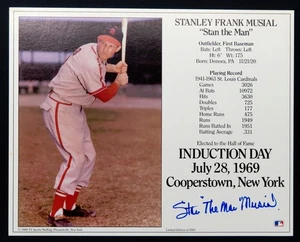 STANLEY FRANK MUSIAL
"Stan the Man"
Outfielder, First Baseman
Bats: Left Throws: Left
Ht: 6' Wt: 175
Born: Donora, PA 11/21/20
Playing Record
1941-1963 St. Louis Cardinals
Games 3026
At Bats 10972
Hits 3630
Doubles 725
Triples 177
Home Runs 475
Runs 1949
Runs Batted In 1951
Batting Average .331
Elected to the Hall of Fame
INDUCTION DAY
July 28, 1969
Cooperstown, New York
Stan "The Man" Musial